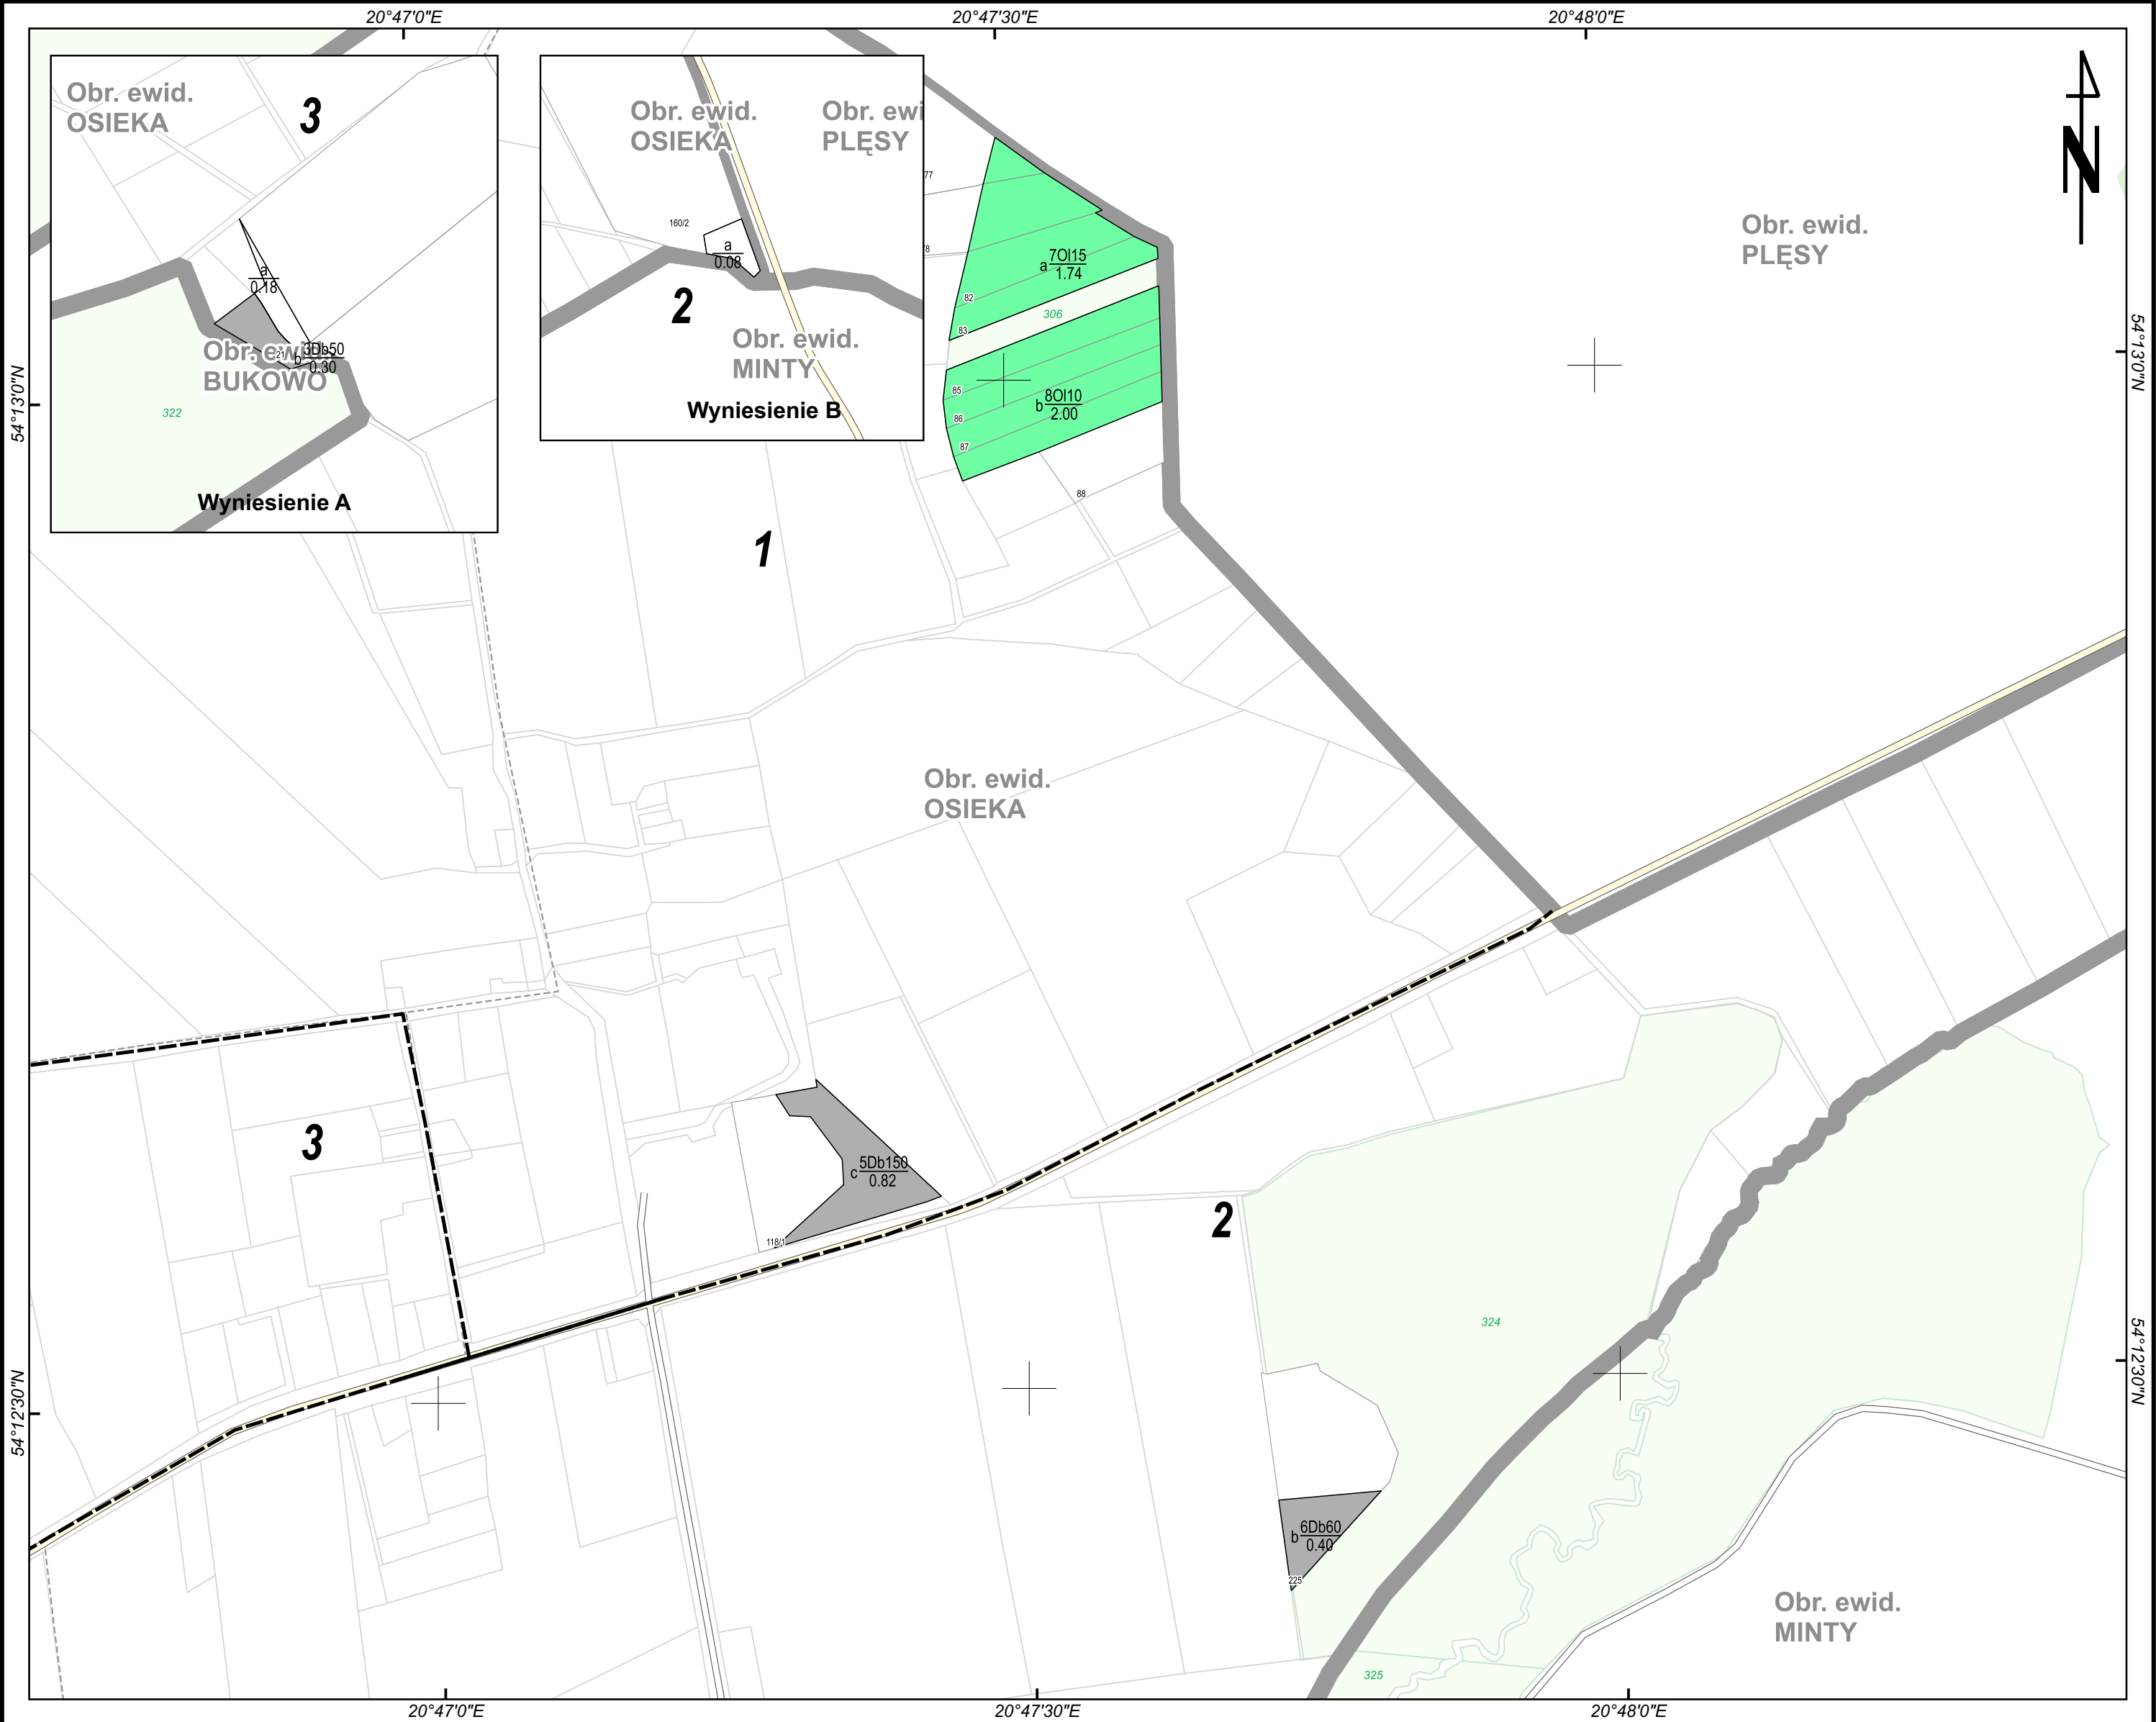 20°47'0"E
20°47'30"E
20°48'0"E
Obr. ewid.
OSIEKA
3
a
0.18
Obr. ewid.
BUKOWO
21
b 3Db50
0.30
322
Wyniesienie A
Obr. ewid.
OSIEKA
Obr. ewi
PLĘSY
160/2
a
0.08
2
Obr. ewid.
MINTY
Wyniesienie B
77
78
82
83
a 7Ol15
1.74
306
85
86
87
b 8Ol10
2.00
88
N
Obr. ewid.
PLĘSY
54°13'0"N
54°13'0"N
1
Obr. ewid.
OSIEKA
3
c 5Db150
0.82
118/1
2
324
54°12'30"N
54°12'30"N
b 6Db60
0.40
225
Obr. ewid.
MINTY
325
20°47'0"E
20°47'30"E
20°48'0"E